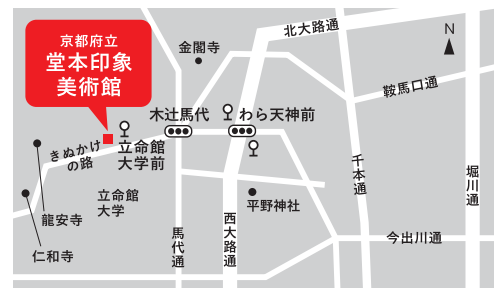 京都府立
堂本印象
美術館
金閣寺
北大路通
N
鞍馬口通
木辻馬代
わら天神前
きぬかけ
の路
立命館
大学前
立命館
大学
龍安寺
仁和寺
馬代通
西大路通
平野神社
千本通
今出川通
堀川通